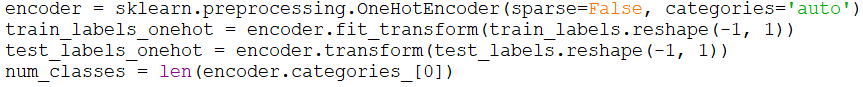 encoder = sklearn.preprocessing.OneHotEncoder(sparse=False, categories='auto')
train_labels_onehot = encoder.fit_transform(train_labels.reshape(-1, 1))
test_labels_onehot = encoder.transform(test_labels.reshape(-1, 1))
num_classes = len(encoder.categories_[0])